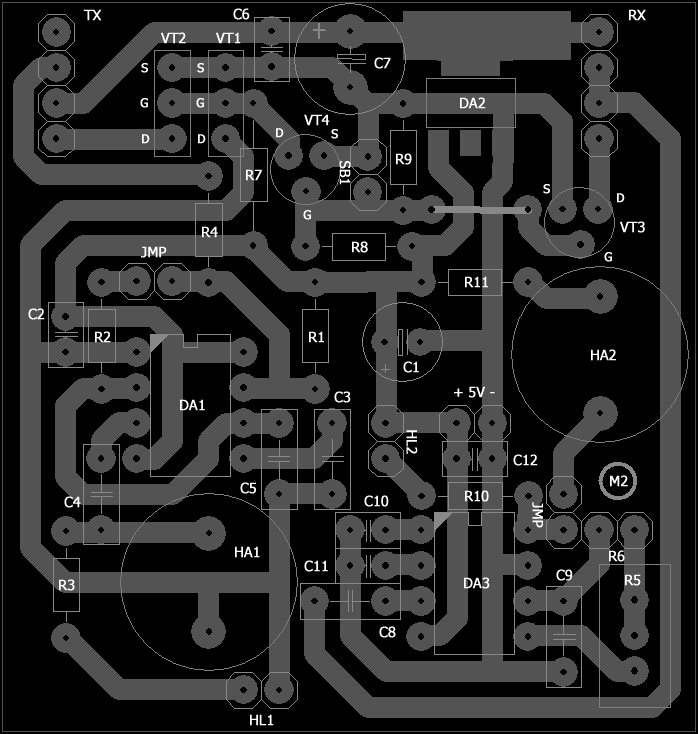 TX
C6
RX
VT2
VT1
+
C7
S
S
DA2
G
G
VT4
D
D
D
S
SB1
R9
R7
S
D
G
VT3
R4
R8
G
JMP
R11
C2
R2
R1
HA2
C1
+
DA1
+ 5V -
C3
HL2
C12
M2
C4
C5
R10
JMP
C10
HA1
R6
C11
C9
R3
DA3
R5
C8
HL1